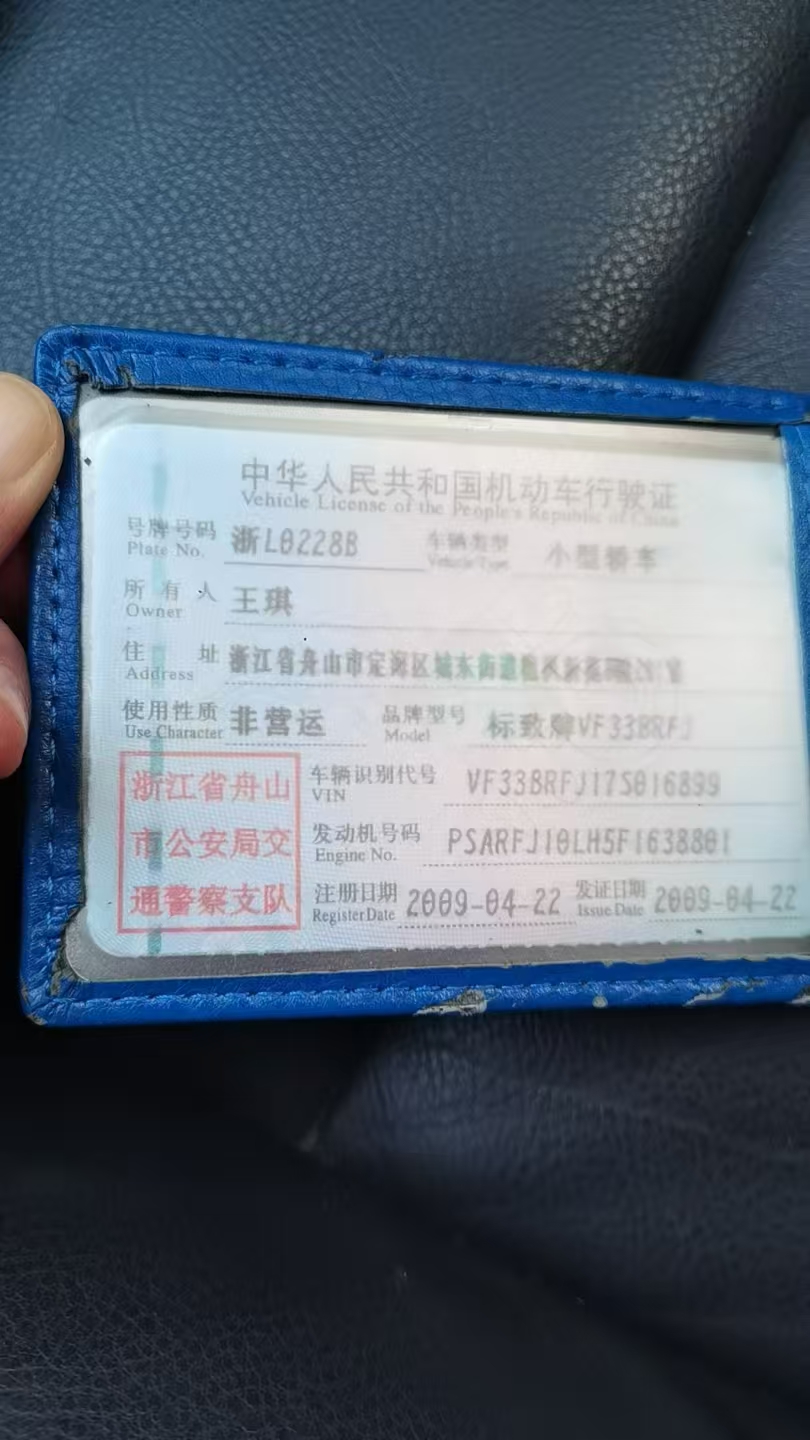 中华人民共和国机动车行驶证
Vehicle License of the People's Republic of China
号牌号码 浙L0228B 车辆类型 小型轿车
Plate No. Vehicle Type
所有人 王琪
Owner
住址 浙江省舟山市定海区城东街道
Address
使用性质 非营运 品牌型号 标致牌VF33BRFJ
Use Character Model
浙江省舟山 车辆识别代号 VF33BRFJ17S016899
VIN
市公安局交 发动机号码 PSARFJ10LH5F1638801
Engine No.
通警察支队 注册日期 2009-04-22 发证日期 2009-04-22
Register Date Issue Date